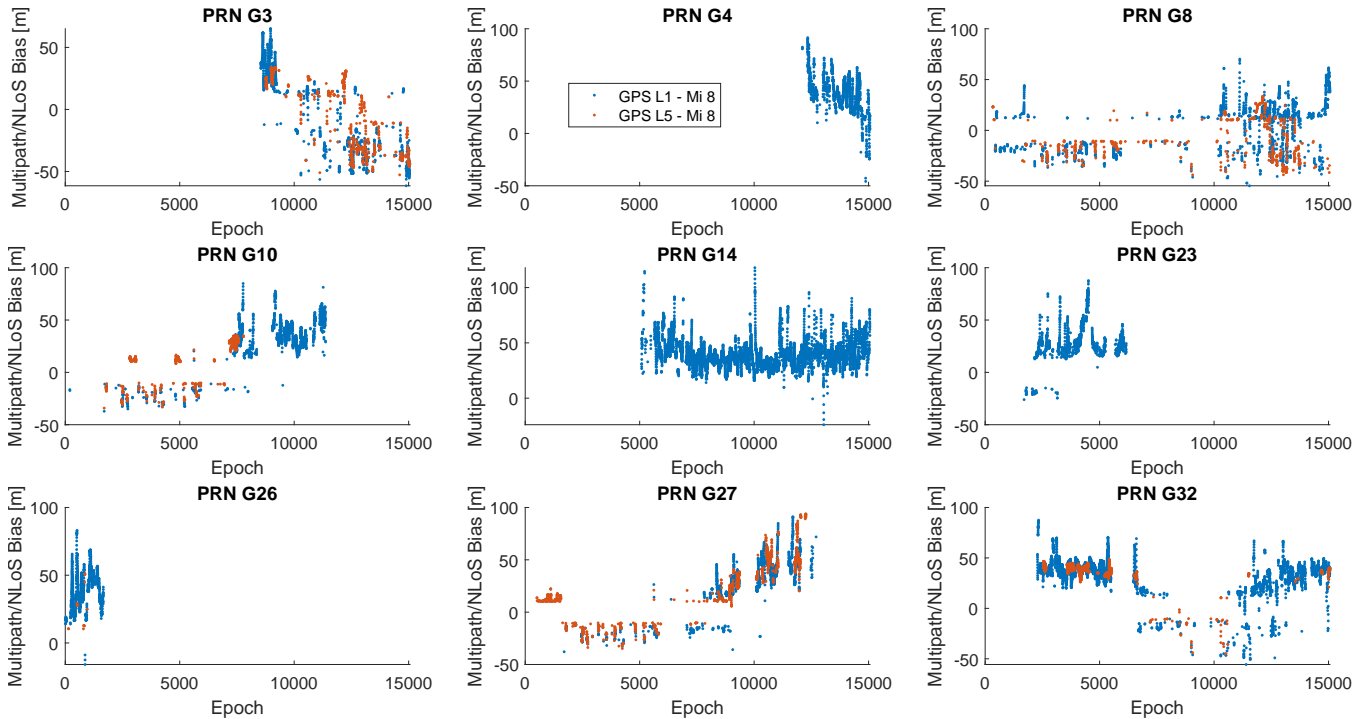 PRN G3
Multipath/NLoS Bias [m]
50
0
-50
0 5000 10000 15000
Epoch
PRN G4
Multipath/NLoS Bias [m]
100
50
0
-50
GPS L1 - Mi 8
GPS L5 - Mi 8
0 5000 10000 15000
Epoch
PRN G8
Multipath/NLoS Bias [m]
100
50
0
-50
0 5000 10000 15000
Epoch
PRN G10
Multipath/NLoS Bias [m]
100
50
0
-50
0 5000 10000 15000
Epoch
PRN G14
Multipath/NLoS Bias [m]
100
50
0
0 5000 10000 15000
Epoch
PRN G23
Multipath/NLoS Bias [m]
100
50
0
-50
0 5000 10000 15000
Epoch
PRN G26
Multipath/NLoS Bias [m]
100
50
0
0 5000 10000 15000
Epoch
PRN G27
Multipath/NLoS Bias [m]
100
50
0
-50
0 5000 10000 15000
Epoch
PRN G32
Multipath/NLoS Bias [m]
100
50
0
-50
0 5000 10000 15000
Epoch